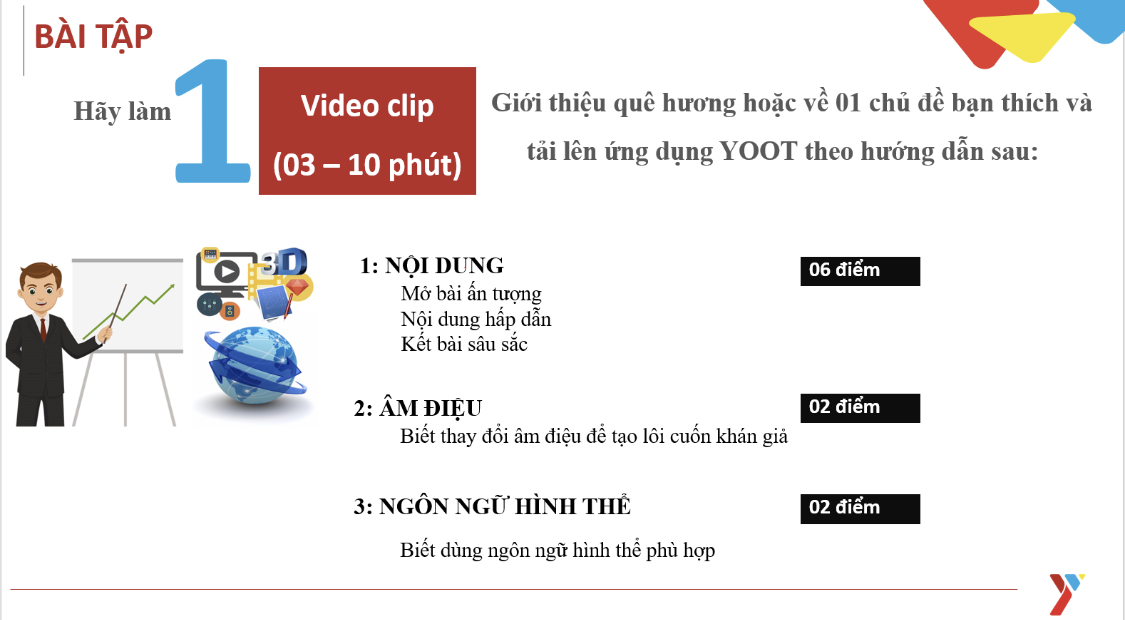 BÀI TẬP
Hãy làm
1
Video clip
(03 – 10 phút)
Giới thiệu quê hương hoặc về 01 chủ đề bạn thích và
tải lên ứng dụng YOOT theo hướng dẫn sau:
3D
1: NỘI DUNG
06 điểm
Mở bài ấn tượng
Nội dung hấp dẫn
Kết bài sâu sắc
2: ÂM ĐIỆU
02 điểm
Biết thay đổi âm điệu để tạo lôi cuốn khán giả
3: NGÔN NGỮ HÌNH THỂ
02 điểm
Biết dùng ngôn ngữ hình thể phù hợp